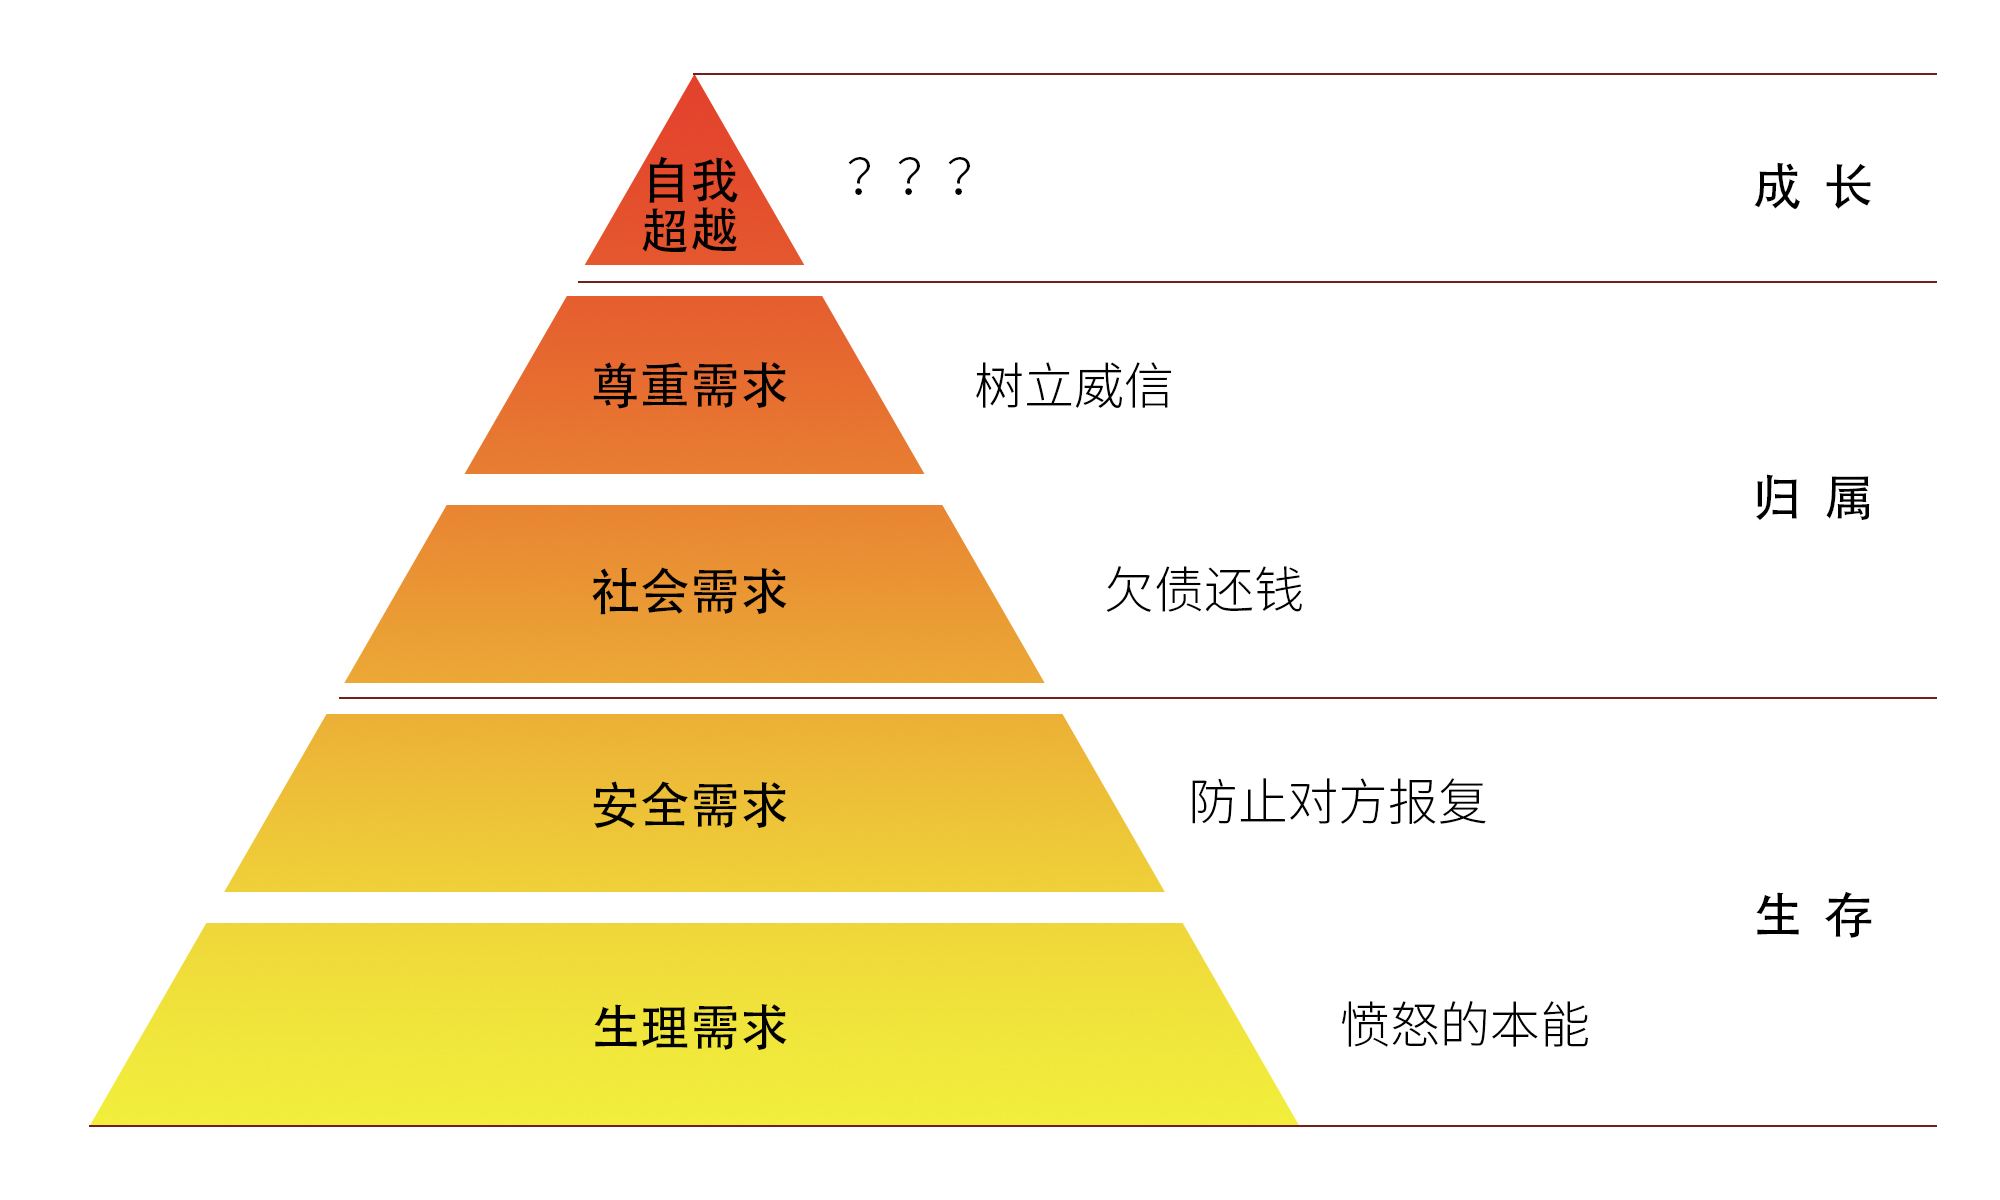 自我
超越
？？？
成长
尊重需求
树立威信
归属
社会需求
欠债还钱
安全需求
防止对方报复
生存
生理需求
愤怒的本能